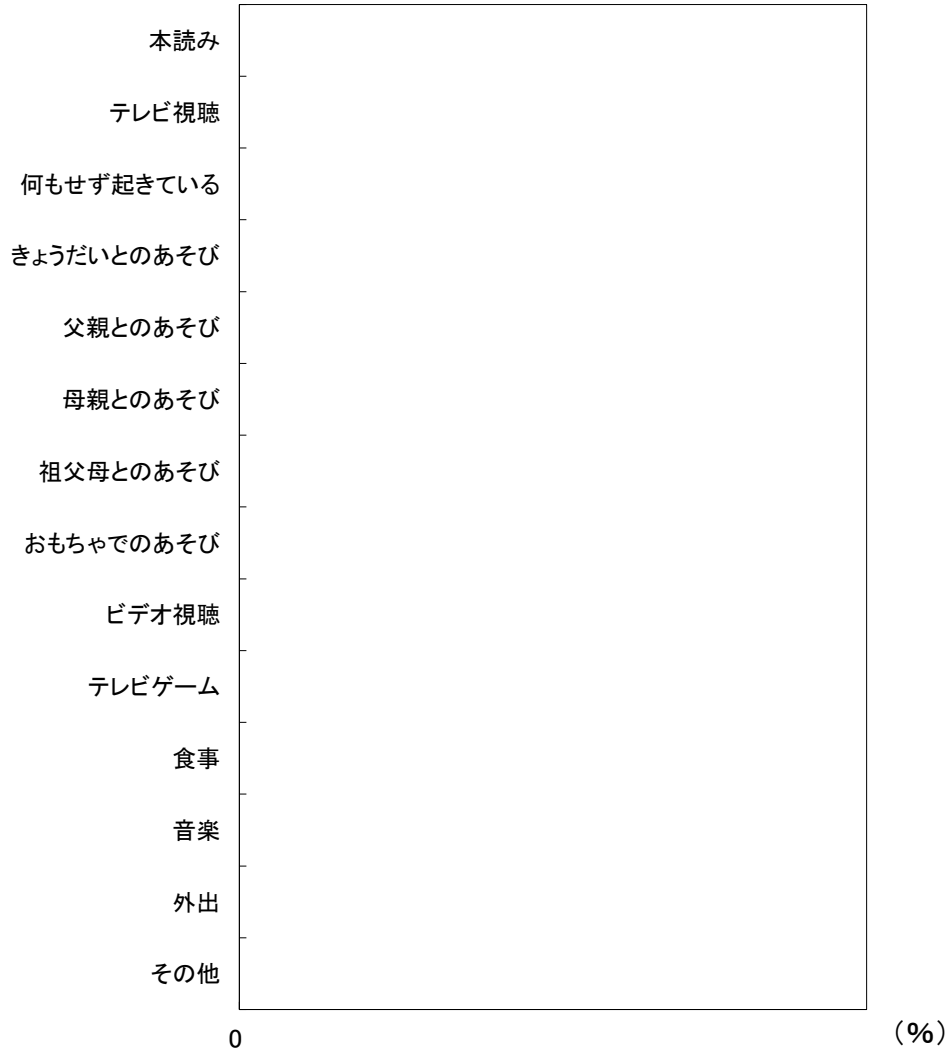 本読み
テレビ視聴
何もせず起きている
きょうだいとのあそび
父親とのあそび
母親とのあそび
祖父母とのあそび
おもちゃでのあそび
ビデオ視聴
テレビゲーム
食事
音楽
外出
その他
0
（%）